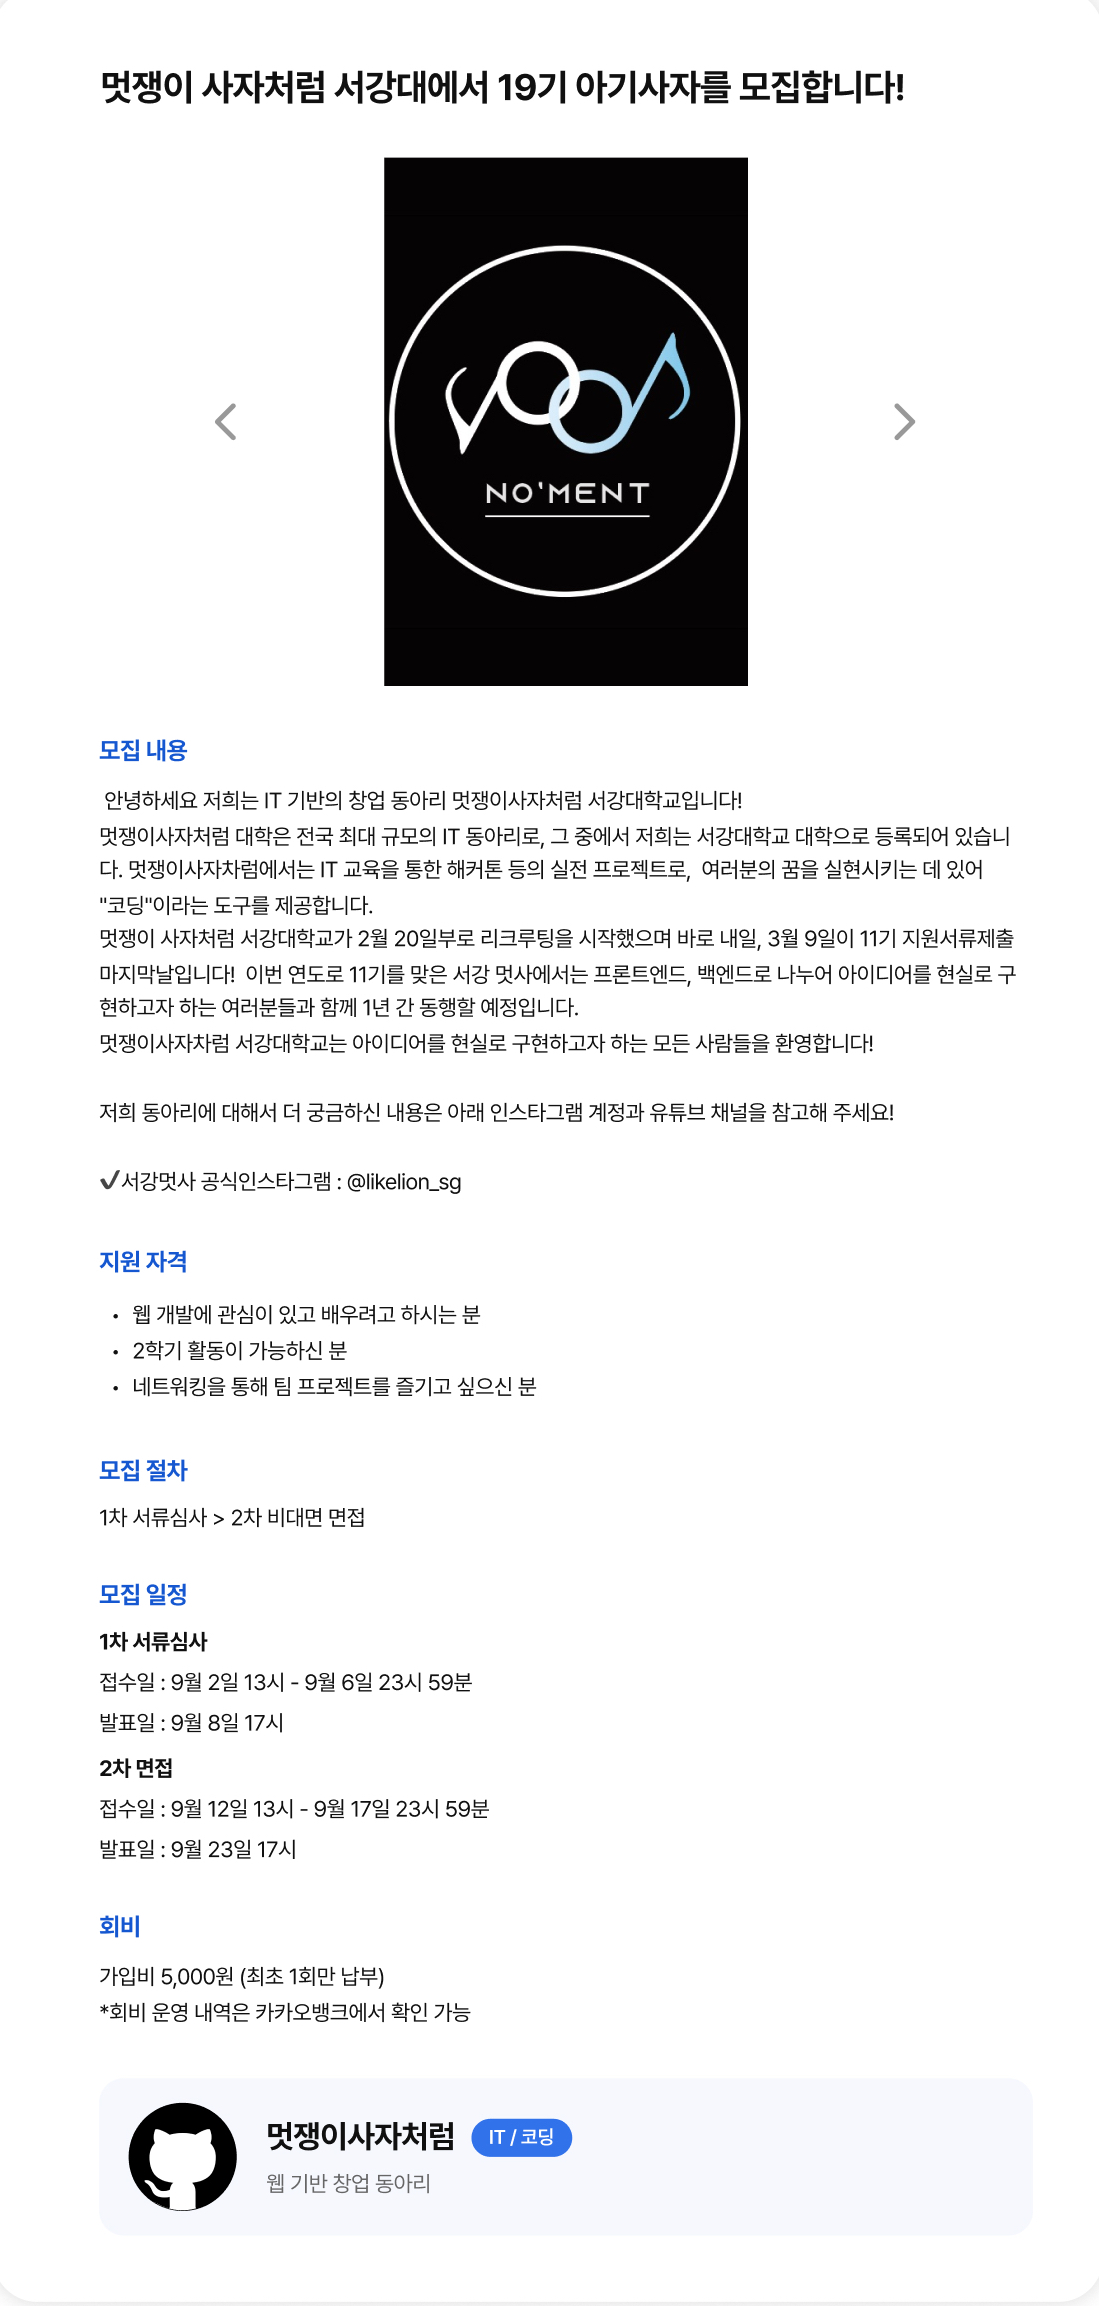 멋쟁이 사자처럼 서강대에서 19기 아기사자를 모집합니다!
NO'MENT
모집 내용
안녕하세요 저희는 IT 기반의 창업 동아리 멋쟁이사자처럼 서강대학교입니다!
멋쟁이사자처럼 대학은 전국 최대 규모의 IT 동아리로, 그 중에서 저희는 서강대학교 대학으로 등록되어 있습니
다. 멋쟁이사자차럼에서는 IT 교육을 통한 해커톤 등의 실전 프로젝트로,  여러분의 꿈을 실현시키는 데 있어
"코딩"이라는 도구를 제공합니다.
멋쟁이 사자처럼 서강대학교가 2월 20일부로 리크루팅을 시작했으며 바로 내일, 3월 9일이 11기 지원서류제출
마지막날입니다!  이번 연도로 11기를 맞은 서강 멋사에서는 프론트엔드, 백엔드로 나누어 아이디어를 현실로 구
현하고자 하는 여러분들과 함께 1년 간 동행할 예정입니다.
멋쟁이사자차럼 서강대학교는 아이디어를 현실로 구현하고자 하는 모든 사람들을 환영합니다!
저희 동아리에 대해서 더 궁금하신 내용은 아래 인스타그램 계정과 유튜브 채널을 참고해 주세요!
✔서강멋사 공식인스타그램 : @likelion_sg
지원 자격
• 웹 개발에 관심이 있고 배우려고 하시는 분
• 2학기 활동이 가능하신 분
• 네트워킹을 통해 팀 프로젝트를 즐기고 싶으신 분
모집 절차
1차 서류심사 > 2차 비대면 면접
모집 일정
1차 서류심사
접수일 : 9월 2일 13시 - 9월 6일 23시 59분
발표일 : 9월 8일 17시
2차 면접
접수일 : 9월 12일 13시 - 9월 17일 23시 59분
발표일 : 9월 23일 17시
회비
가입비 5,000원 (최초 1회만 납부)
*회비 운영 내역은 카카오뱅크에서 확인 가능
멋쟁이사자처럼 IT / 코딩
웹 기반 창업 동아리